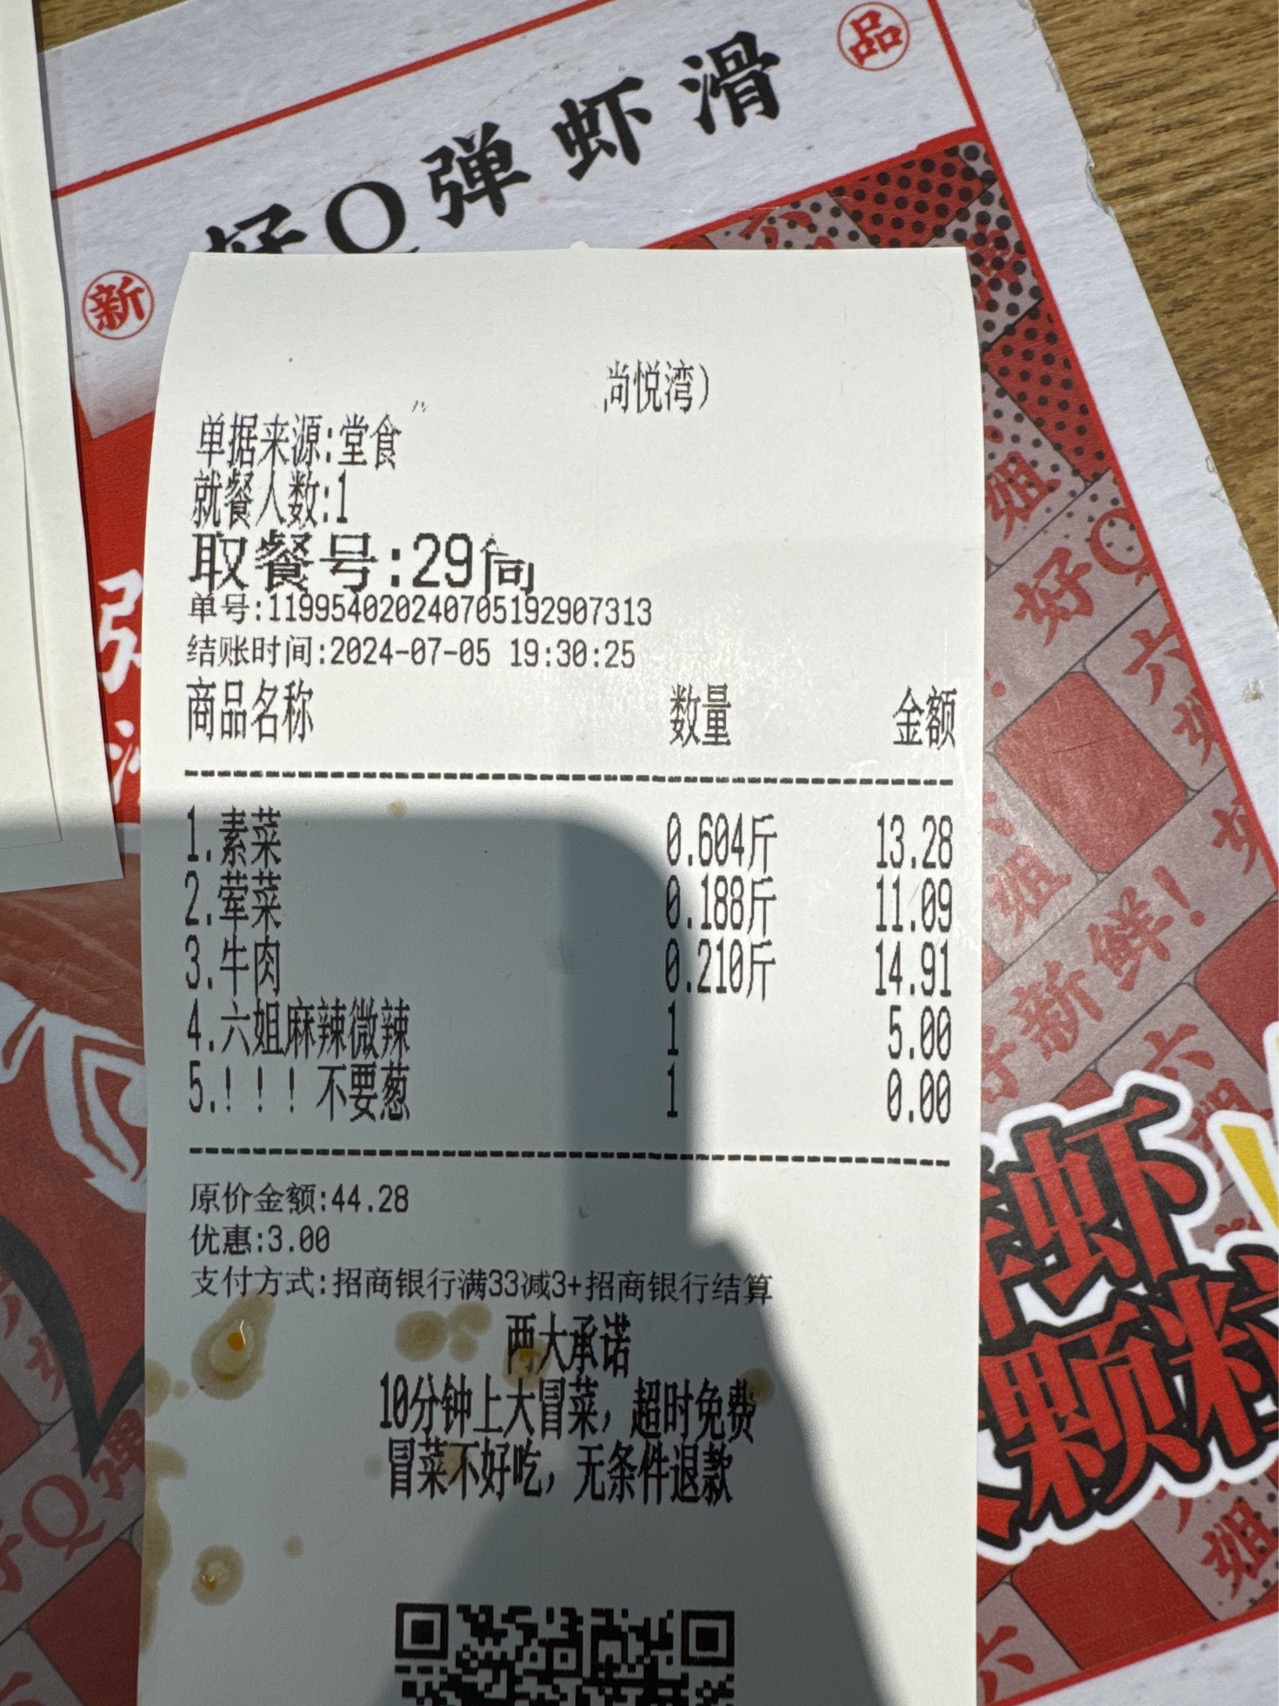 好Q弹虾滑
品
新
尚悦湾）
单据来源:堂食
就餐人数:1
取餐号:29
单号:11995402024070519290​7313
结账时间:2024-07-05 19:30:25
商品名称 数量 金额
1.素菜 0.604斤 13.28
2.荤菜 0.188斤 11.09
3.牛肉 0.210斤 14.91
4.六姐麻辣微辣 1 5.00
5.！！！不要葱 1 0.00
原价金额:44.28
优惠:3.00
支付方式:招商银行满33减3+招商银行结算
两大承诺
10分钟上大冒菜，超时免费
冒菜不好吃，无条件退款
虾
颗粒